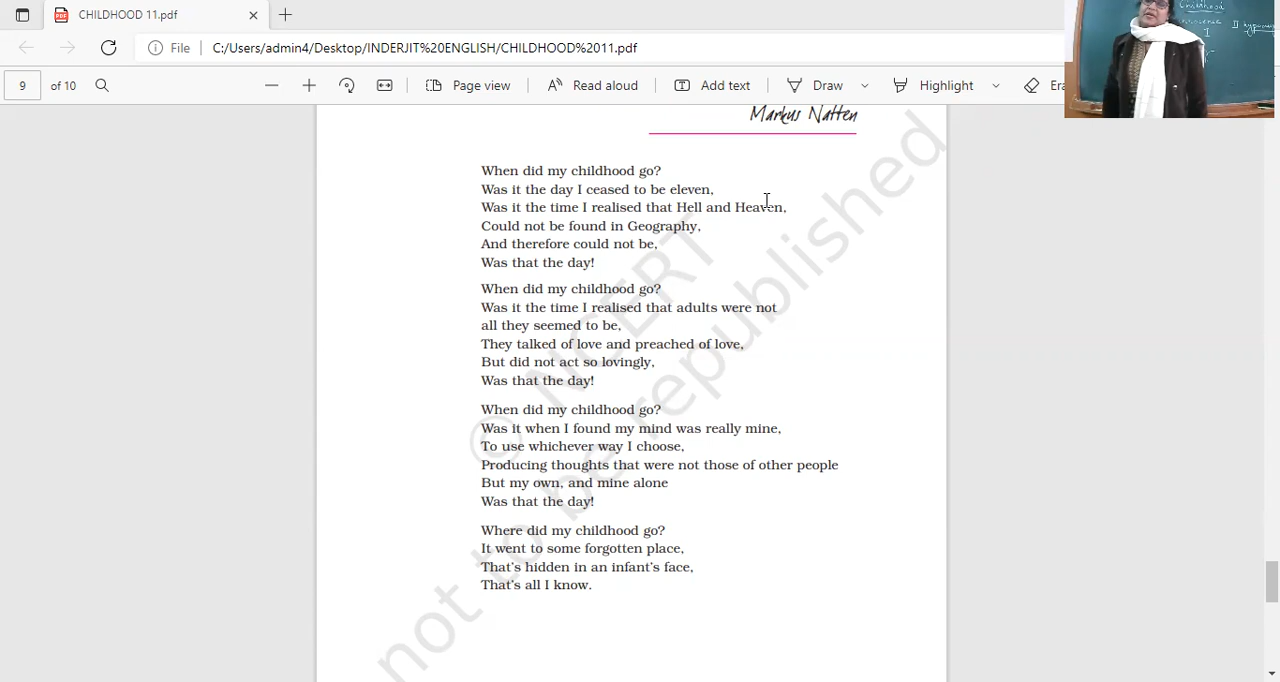 CHILDHOOD 11.pdf
File C:/Users/admin4/Desktop/INDERJIT%20ENGLISH/CHILDHOOD%2011.pdf
9 of 10 Page view Read aloud Add text Draw Highlight
Childhood
I II
Markus Natten
When did my childhood go?
Was it the day I ceased to be eleven,
Was it the time I realised that Hell and Heaven,
Could not be found in Geography,
And therefore could not be,
Was that the day!
When did my childhood go?
Was it the time I realised that adults were not
all they seemed to be,
They talked of love and preached of love,
But did not act so lovingly,
Was that the day!
When did my childhood go?
Was it when I found my mind was really mine,
To use whichever way I choose,
Producing thoughts that were not those of other people
But my own, and mine alone
Was that the day!
Where did my childhood go?
It went to some forgotten place,
That's hidden in an infant's face,
That's all I know.
© NCERT
not to be republished